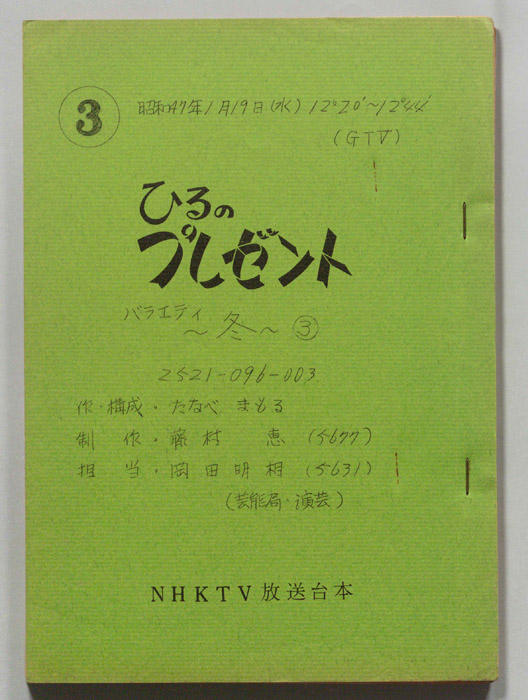 3
昭和47年1月19日(水) 12°20'~12°44'
(GTV)
ひるの
プレゼント
バラエティ
~冬~ ③
2521-096-003
作・構成・たなべ まもる
制 作・藤村 恵(5677)
担 当・岡田明相(5631)
(芸能局・演芸)
NHKTV放送台本